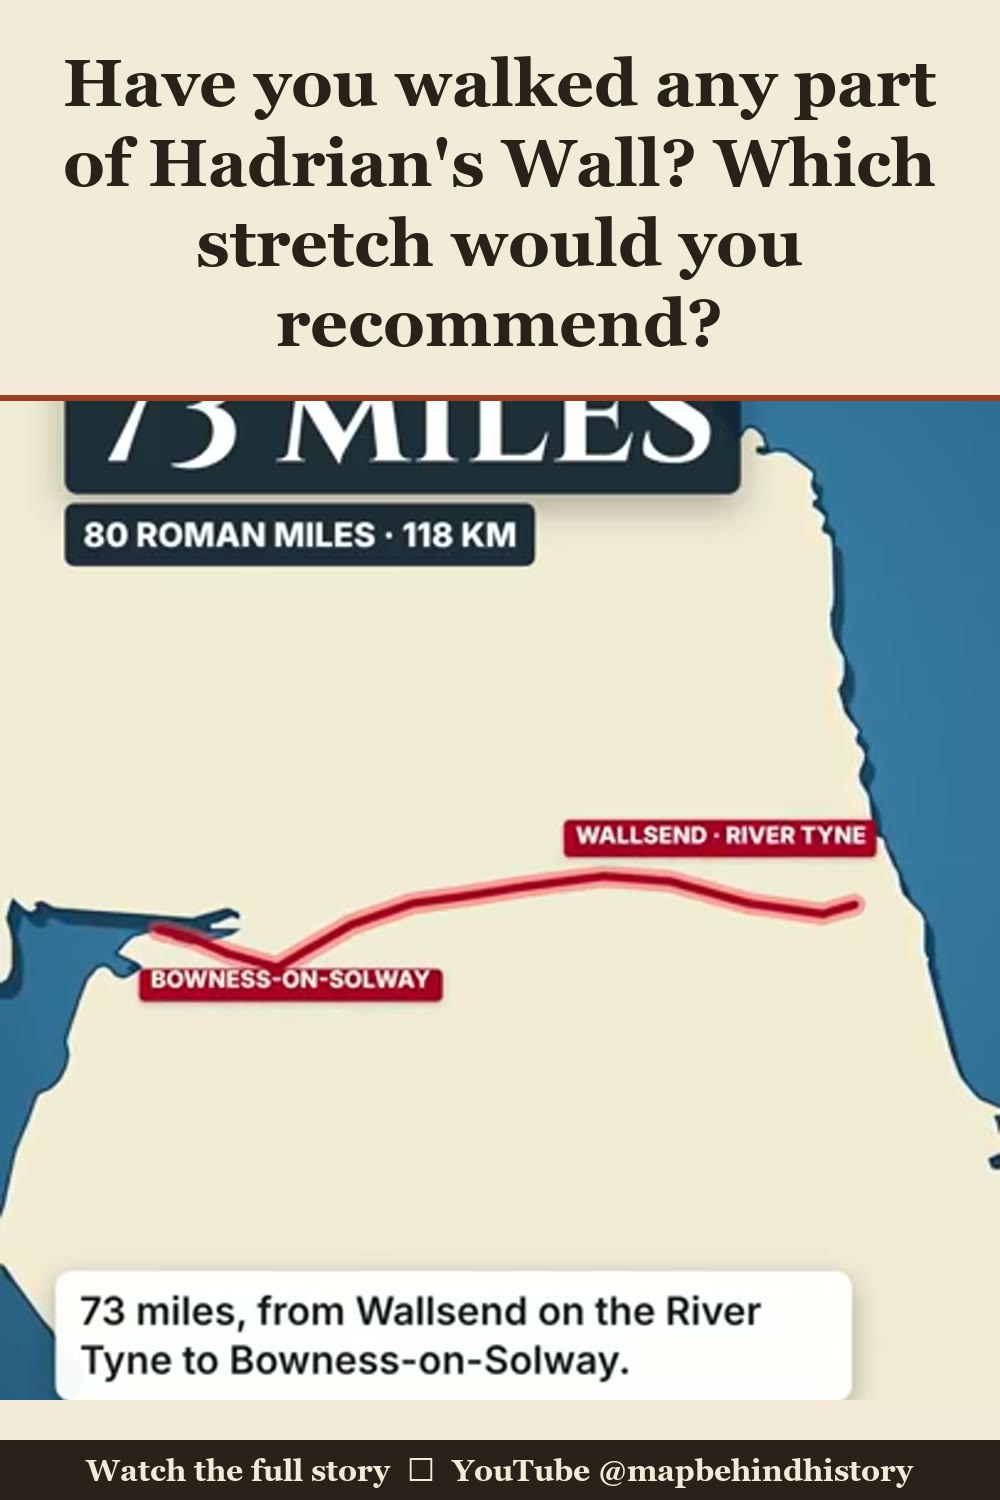 Have you walked any part
of Hadrian's Wall? Which
stretch would you
recommend?
73 MILES
80 ROMAN MILES · 118 KM
WALLSEND · RIVER TYNE
BOWNESS-ON-SOLWAY
73 miles, from Wallsend on the River
Tyne to Bowness-on-Solway.
Watch the full story □ YouTube @mapbehindhistory